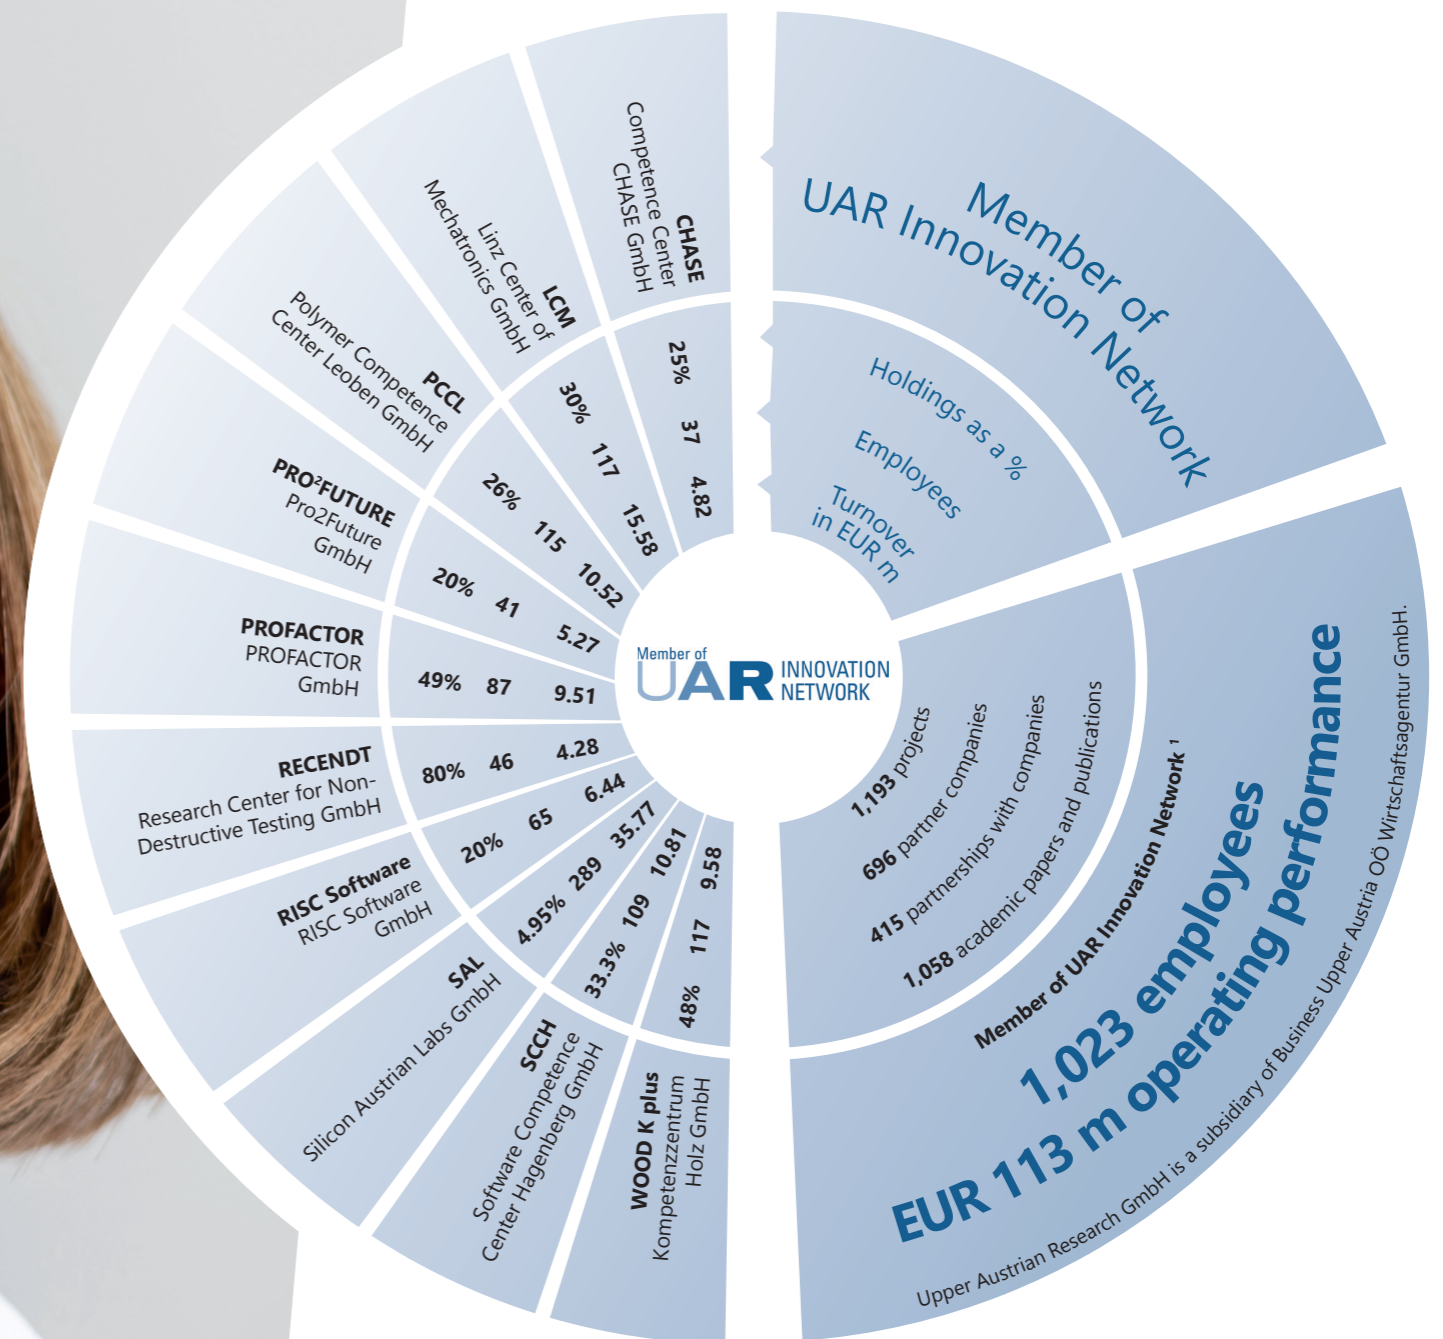 Member of
UAR Innovation Network
Holdings as a %
Employees
Turnover
in EUR m
CHASE
Competence Center
CHASE GmbH
25%
37
4.82
LCM
Linz Center of
Mechatronics GmbH
30%
117
15.58
PCCL
Polymer Competence
Center Leoben GmbH
26%
115
10.52
PRO²FUTURE
Pro2Future
GmbH
20%
41
5.27
PROFACTOR
PROFACTOR
GmbH
49%
87
9.51
RECENDT
Research Center for Non-
Destructive Testing GmbH
80%
46
4.28
RISC Software
RISC Software
GmbH
20%
65
6.44
SAL
Silicon Austrian Labs GmbH
4.95%
289
35.77
SCCH
Software Competence
Center Hagenberg GmbH
33.3%
109
10.81
WOOD K plus
Kompetenzzentrum
Holz GmbH
48%
117
9.58
Member of
UAR INNOVATION
NETWORK
1,193 projects
696 partner companies
415 partnerships with companies
1,058 academic papers and publications
Member of UAR Innovation Network ¹
1,023 employees
EUR 113 m operating performance
Upper Austrian Research GmbH is a subsidiary of Business Upper Austria OÖ Wirtschaftsagentur GmbH.